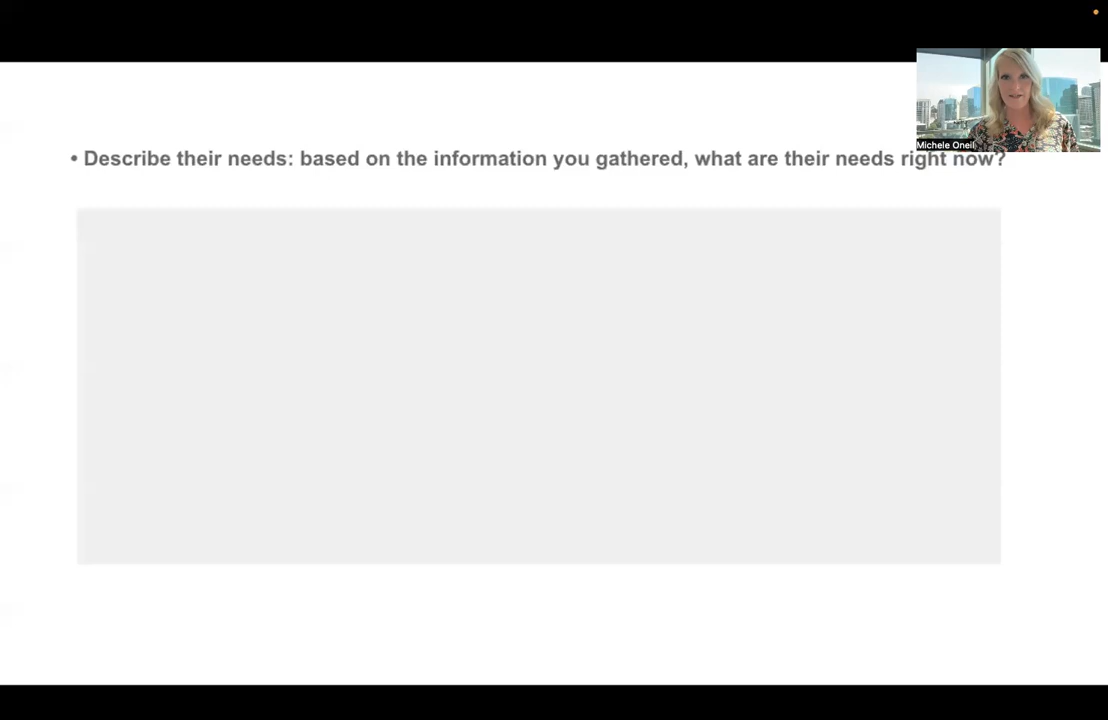 Michele Oneil
• Describe their needs: based on the information you gathered, what are their needs right now?